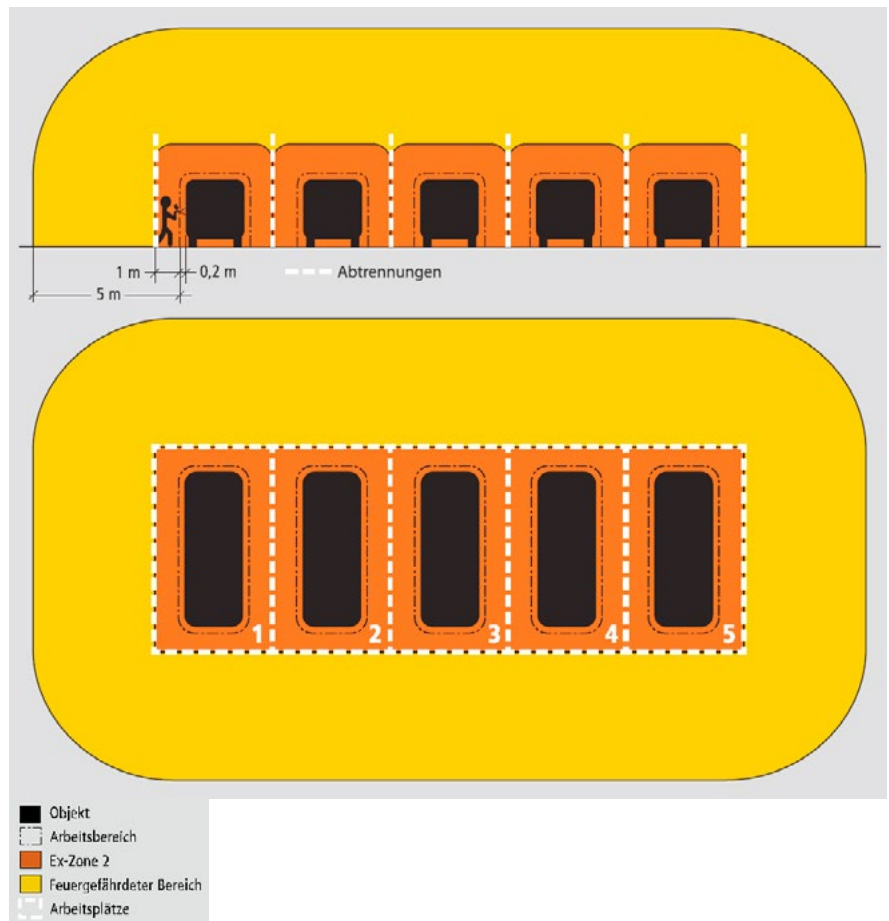 1 m 0,2 m Abtrennungen
5 m
1 2 3 4 5
Objekt
Arbeitsbereich
Ex-Zone 2
Feuergefährdeter Bereich
Arbeitsplätze